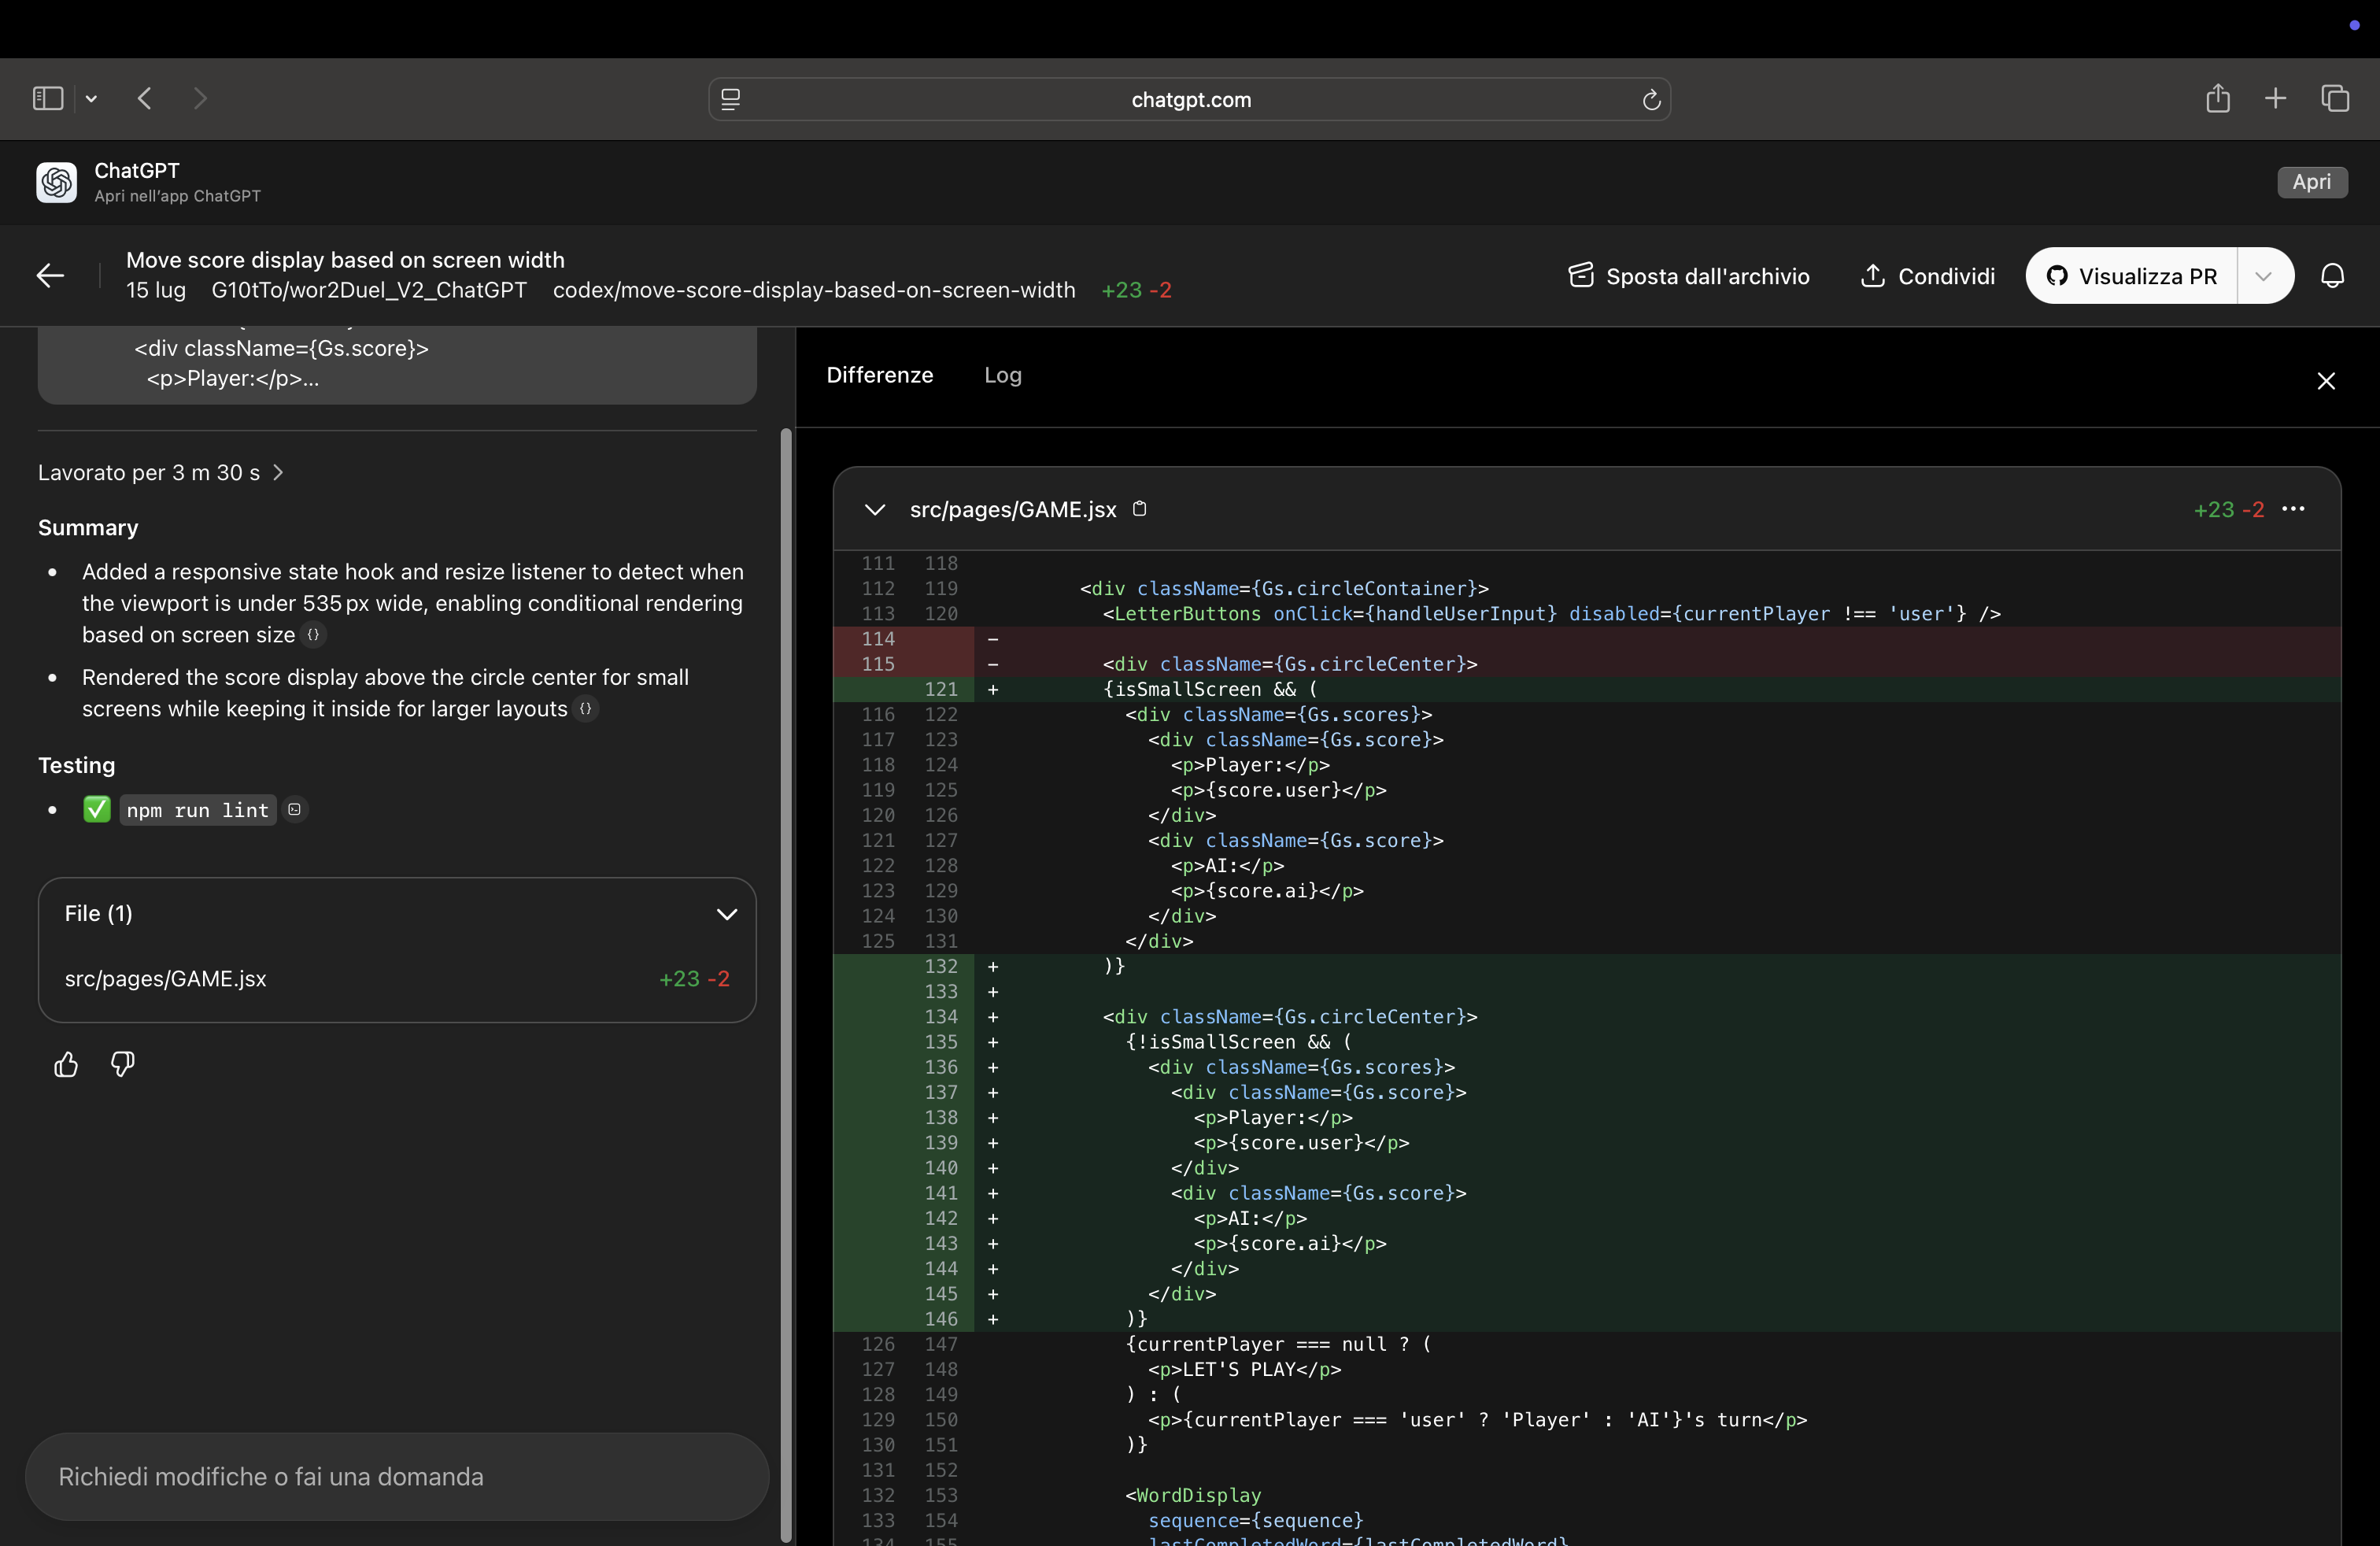 chatgpt.com
ChatGPT
Apri nell'app ChatGPT
Apri
Move score display based on screen width
15 lug G10tTo/wor2Duel_V2_ChatGPT codex/move-score-display-based-on-screen-width +23 -2
Sposta dall'archivio
Condividi
Visualizza PR
<div className={Gs.score}>
<p>Player:</p>...
Lavorato per 3 m 30 s
Summary
• Added a responsive state hook and resize listener to detect when
the viewport is under 535 px wide, enabling conditional rendering
based on screen size {}
• Rendered the score display above the circle center for small
screens while keeping it inside for larger layouts {}
Testing
• ✅ npm run lint
File (1)
src/pages/GAME.jsx +23 -2
Richiedi modifiche o fai una domanda
Differenze Log
src/pages/GAME.jsx +23 -2
111 118
112 119 <div className={Gs.circleContainer}>
113 120 <LetterButtons onClick={handleUserInput} disabled={currentPlayer !== 'user'} />
114 -
115 - <div className={Gs.circleCenter}>
121 + {isSmallScreen && (
116 122 <div className={Gs.scores}>
117 123 <div className={Gs.score}>
118 124 <p>Player:</p>
119 125 <p>{score.user}</p>
120 126 </div>
121 127 <div className={Gs.score}>
122 128 <p>AI:</p>
123 129 <p>{score.ai}</p>
124 130 </div>
125 131 </div>
132 + )}
133 +
134 + <div className={Gs.circleCenter}>
135 + {!isSmallScreen && (
136 + <div className={Gs.scores}>
137 + <div className={Gs.score}>
138 + <p>Player:</p>
139 + <p>{score.user}</p>
140 + </div>
141 + <div className={Gs.score}>
142 + <p>AI:</p>
143 + <p>{score.ai}</p>
144 + </div>
145 + </div>
146 + )}
126 147 {currentPlayer === null ? (
127 148 <p>LET'S PLAY</p>
128 149 ) : (
129 150 <p>{currentPlayer === 'user' ? 'Player' : 'AI'}'s turn</p>
130 151 )}
131 152
132 153 <WordDisplay
133 154 sequence={sequence}
134 155 lastCompletedWord={lastCompletedWord}